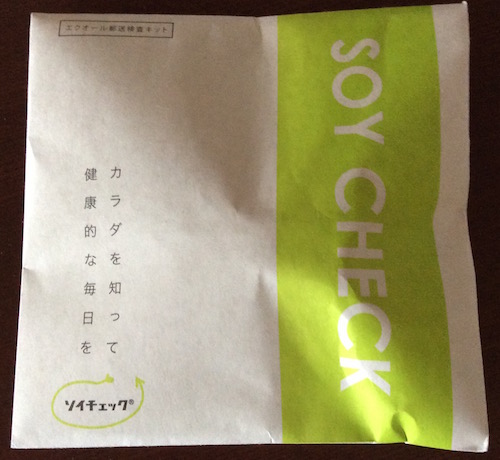 エクオール郵送検査キット
SOY CHECK
カラダを知って
健康的な毎日を
ソイチェック®